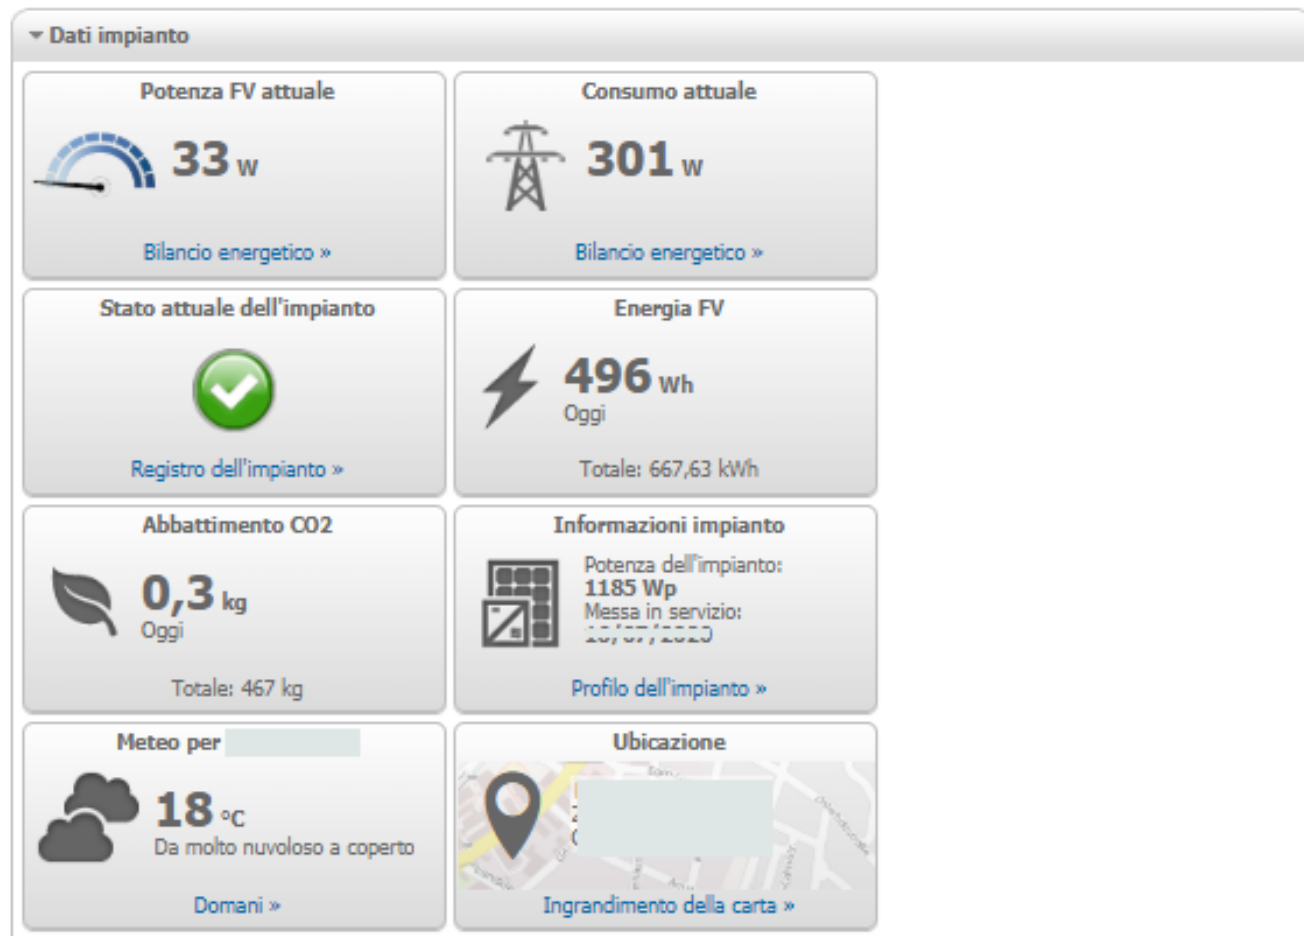 Dati impianto
Potenza FV attuale
33 W
Bilancio energetico »
Consumo attuale
301 W
Bilancio energetico »
Stato attuale dell'impianto
Registro dell'impianto »
Energia FV
496 Wh
Oggi
Totale: 667,63 kWh
Abbattimento CO2
0,3 kg
Oggi
Totale: 467 kg
Informazioni impianto
Potenza dell'impianto:
1185 Wp
Messa in servizio:
Profilo dell'impianto »
Meteo per
18 °C
Da molto nuvoloso a coperto
Domani »
Ubicazione
Ingrandimento della carta »